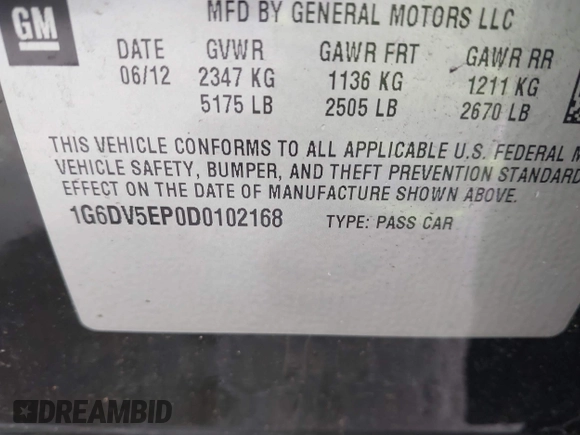 GM
MFD BY GENERAL MOTORS LLC
DATE GVWR GAWR FRT GAWR RR
06/12 2347 KG 1136 KG 1211 KG
5175 LB 2505 LB 2670 LB
THIS VEHICLE CONFORMS TO ALL APPLICABLE U.S. FEDERAL M
VEHICLE SAFETY, BUMPER, AND THEFT PREVENTION STANDARD
EFFECT ON THE DATE OF MANUFACTURE SHOWN ABOVE.
1G6DV5EP0D0102168 TYPE: PASS CAR
DREAMBID